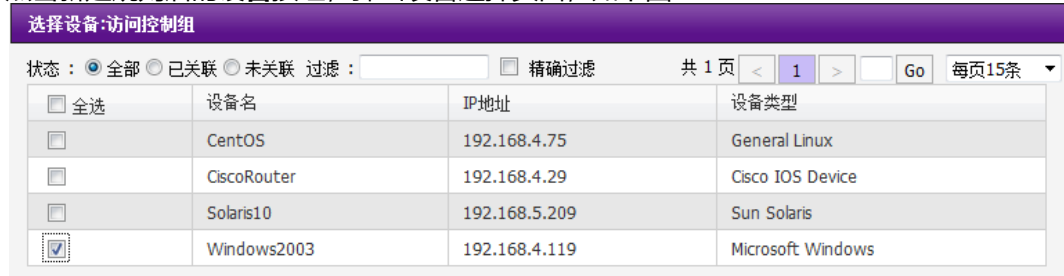 选择设备:访问控制组
状态 : 全部 已关联 未关联 过滤 : 精确过滤 共 1 页 < 1 > Go 每页15条
全选 设备名 IP地址 设备类型
CentOS 192.168.4.75 General Linux
CiscoRouter 192.168.4.29 Cisco IOS Device
Solaris10 192.168.5.209 Sun Solaris
Windows2003 192.168.4.119 Microsoft Windows